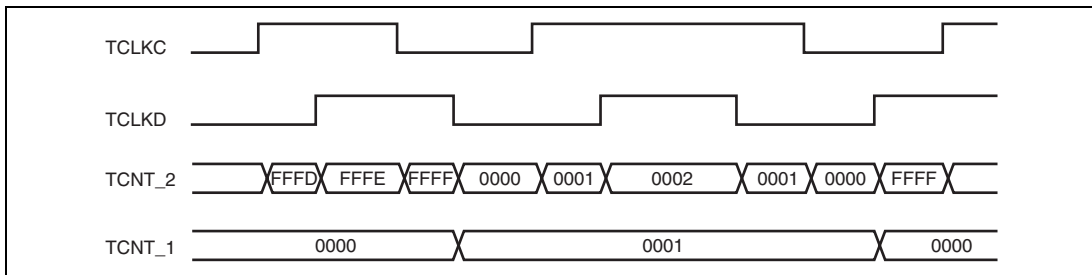 TCLKC
TCLKD
TCNT_2 FFFD FFFE FFFF 0000 0001 0002 0001 0000 FFFF
TCNT_1 0000 0001 0000